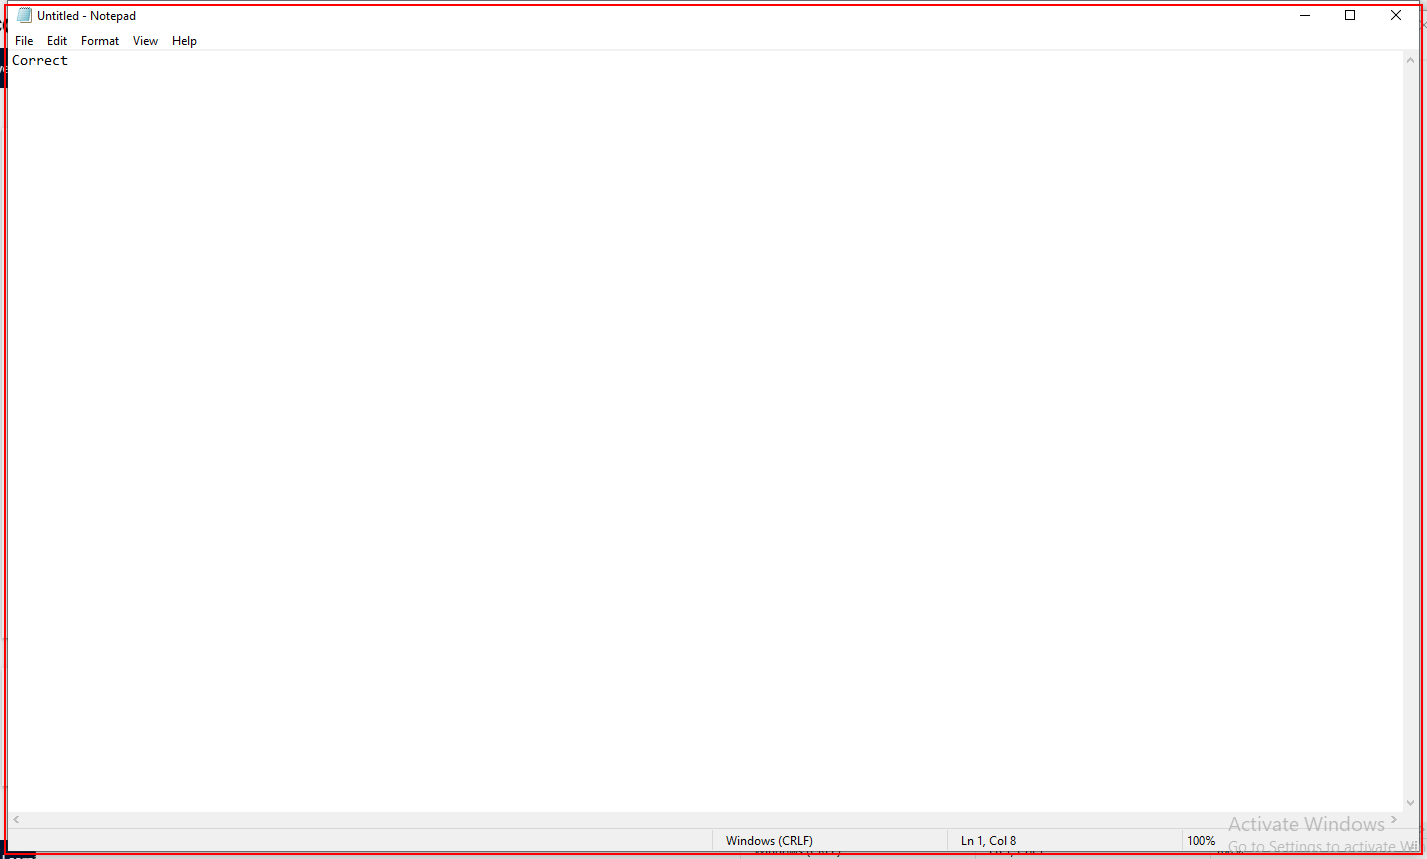 Untitled - Notepad
File Edit Format View Help
Correct
Windows (CRLF) Ln 1, Col 8 100%
Activate Windows
Go to Settings to activate Wi